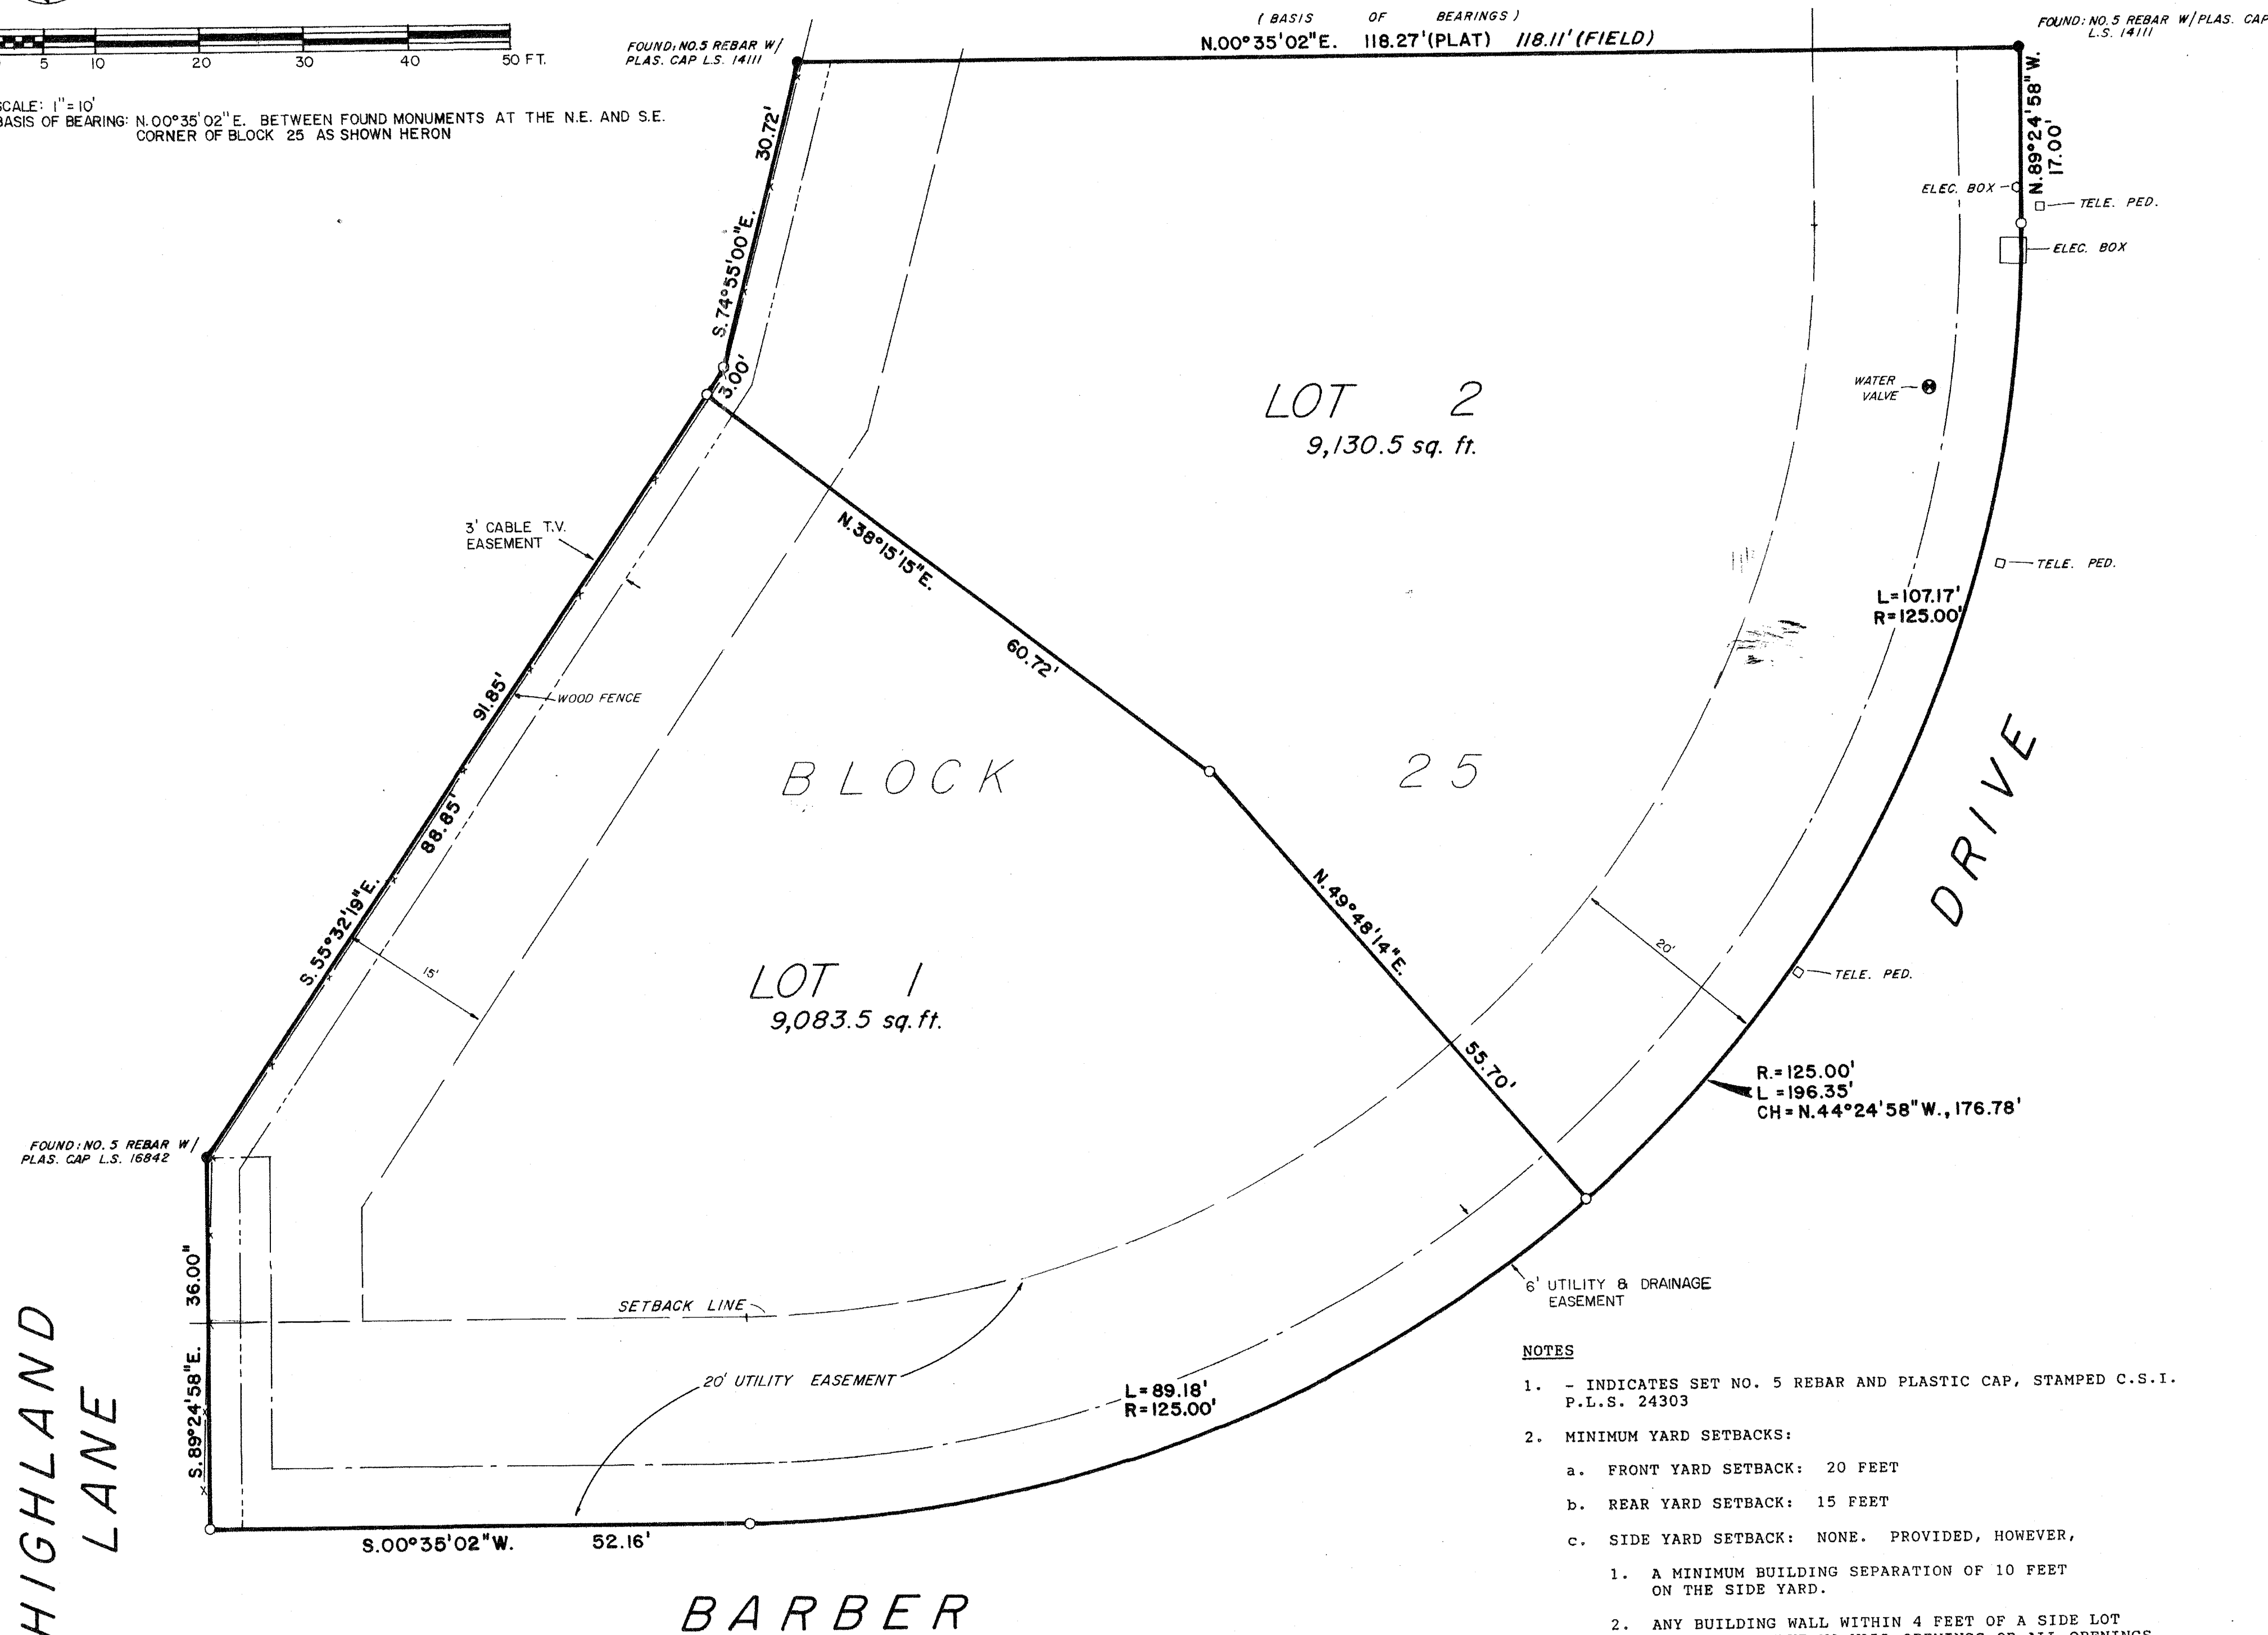 ( BASIS OF BEARINGS )
N.00°35'02"E. 118.27'(PLAT) 118.11'(FIELD)
FOUND: NO. 5 REBAR W/ PLAS. CAP
L.S. 14111
FOUND: NO. 5 REBAR W/
PLAS. CAP L.S. 14111
5 10 20 30 40 50 FT.
SCALE: 1"=10'
BASIS OF BEARING: N.00°35'02"E. BETWEEN FOUND MONUMENTS AT THE N.E. AND S.E.
CORNER OF BLOCK 25 AS SHOWN HERON
30.72'
S.74°55'00"E.
3.00'
N.89°24'58"W.
17.00'
ELEC. BOX
TELE. PED.
ELEC. BOX
WATER
VALVE
LOT 2
9,130.5 sq. ft.
3' CABLE T.V.
EASEMENT
N.38°15'15"E.
60.72'
TELE. PED.
L=107.17'
R=125.00'
91.85'
WOOD FENCE
88.85'
S.55°32'19"E.
15'
BLOCK 25
DRIVE
LOT 1
9,083.5 sq. ft.
N.49°48'14"E.
55.70'
20'
TELE. PED.
R.=125.00'
L =196.35'
CH= N.44°24'58"W., 176.78'
FOUND: NO. 5 REBAR W/
PLAS. CAP L.S. 16842
36.00"
S.89°24'58"E.
SETBACK LINE
20' UTILITY EASEMENT
L=89.18'
R=125.00'
6' UTILITY & DRAINAGE
EASEMENT
HIGHLAND
LANE
S.00°35'02"W. 52.16'
BARBER
NOTES
1. - INDICATES SET NO. 5 REBAR AND PLASTIC CAP, STAMPED C.S.I.
P.L.S. 24303
2. MINIMUM YARD SETBACKS:
a. FRONT YARD SETBACK: 20 FEET
b. REAR YARD SETBACK: 15 FEET
c. SIDE YARD SETBACK: NONE. PROVIDED, HOWEVER,
1. A MINIMUM BUILDING SEPARATION OF 10 FEET
ON THE SIDE YARD.
2. ANY BUILDING WALL WITHIN 4 FEET OF A SIDE LOT